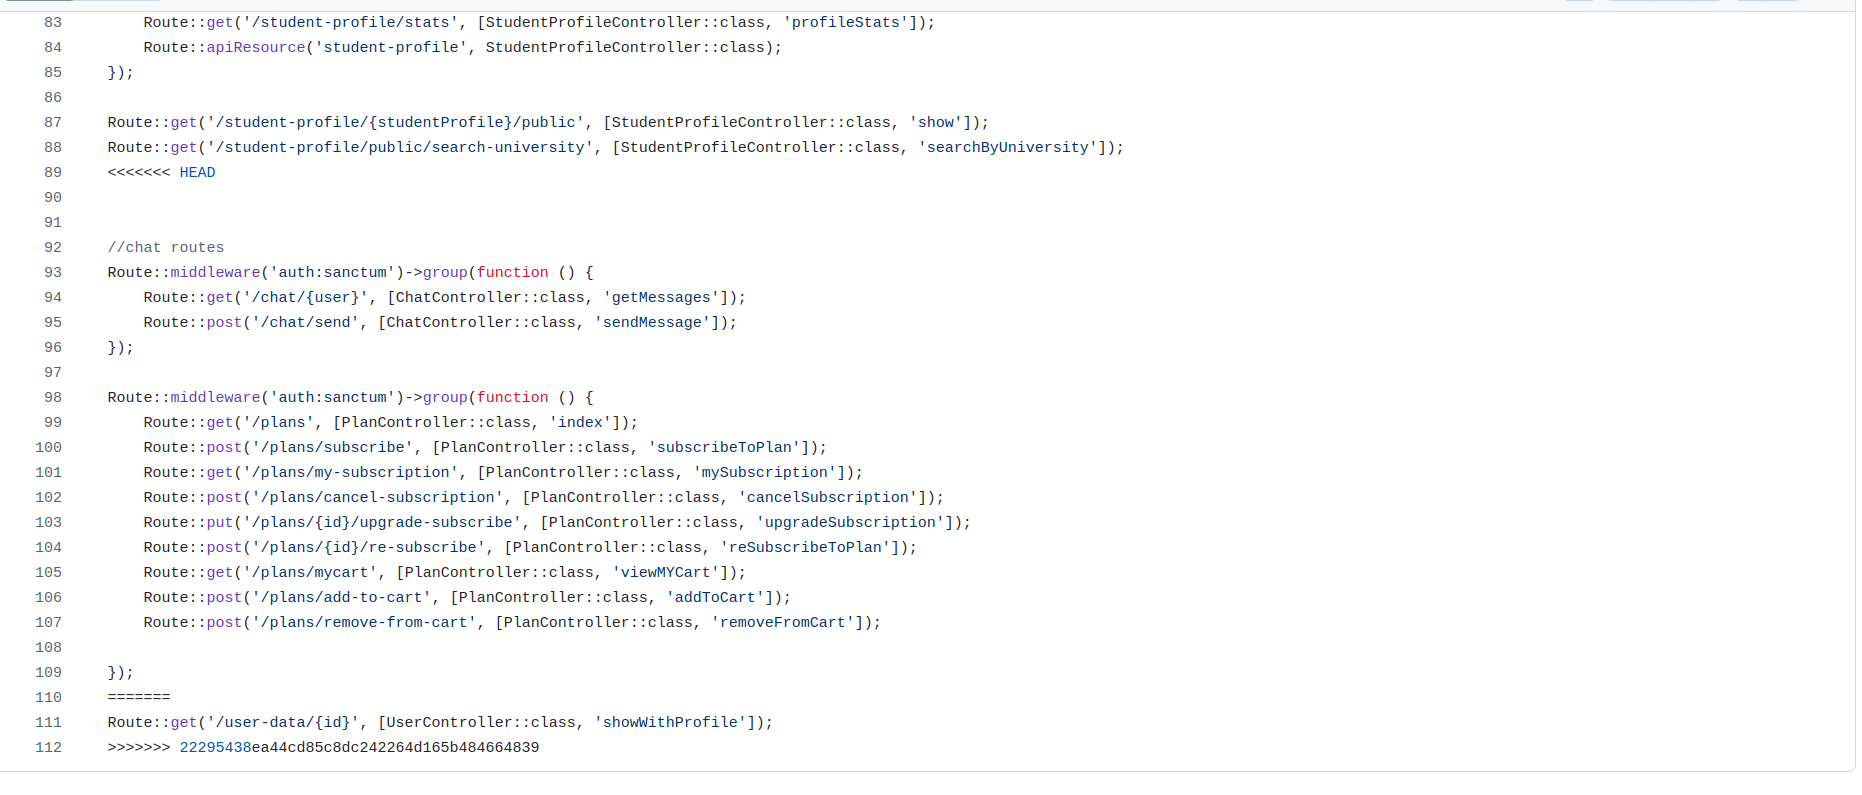 83 Route::get('/student-profile/stats', [StudentProfileController::class, 'profileStats']);
84 Route::apiResource('student-profile', StudentProfileController::class);
85 });
86
87 Route::get('/student-profile/{studentProfile}/public', [StudentProfileController::class, 'show']);
88 Route::get('/student-profile/public/search-university', [StudentProfileController::class, 'searchByUniversity']);
89 <<<<<<< HEAD
90
91
92 //chat routes
93 Route::middleware('auth:sanctum')->group(function () {
94 Route::get('/chat/{user}', [ChatController::class, 'getMessages']);
95 Route::post('/chat/send', [ChatController::class, 'sendMessage']);
96 });
97
98 Route::middleware('auth:sanctum')->group(function () {
99 Route::get('/plans', [PlanController::class, 'index']);
100 Route::post('/plans/subscribe', [PlanController::class, 'subscribeToPlan']);
101 Route::get('/plans/my-subscription', [PlanController::class, 'mySubscription']);
102 Route::post('/plans/cancel-subscription', [PlanController::class, 'cancelSubscription']);
103 Route::put('/plans/{id}/upgrade-subscribe', [PlanController::class, 'upgradeSubscription']);
104 Route::post('/plans/{id}/re-subscribe', [PlanController::class, 'reSubscribeToPlan']);
105 Route::get('/plans/mycart', [PlanController::class, 'viewMYCart']);
106 Route::post('/plans/add-to-cart', [PlanController::class, 'addToCart']);
107 Route::post('/plans/remove-from-cart', [PlanController::class, 'removeFromCart']);
108
109 });
110 =======
111 Route::get('/user-data/{id}', [UserController::class, 'showWithProfile']);
112 >>>>>>> 22295438ea44cd85c8dc242264d165b484664839